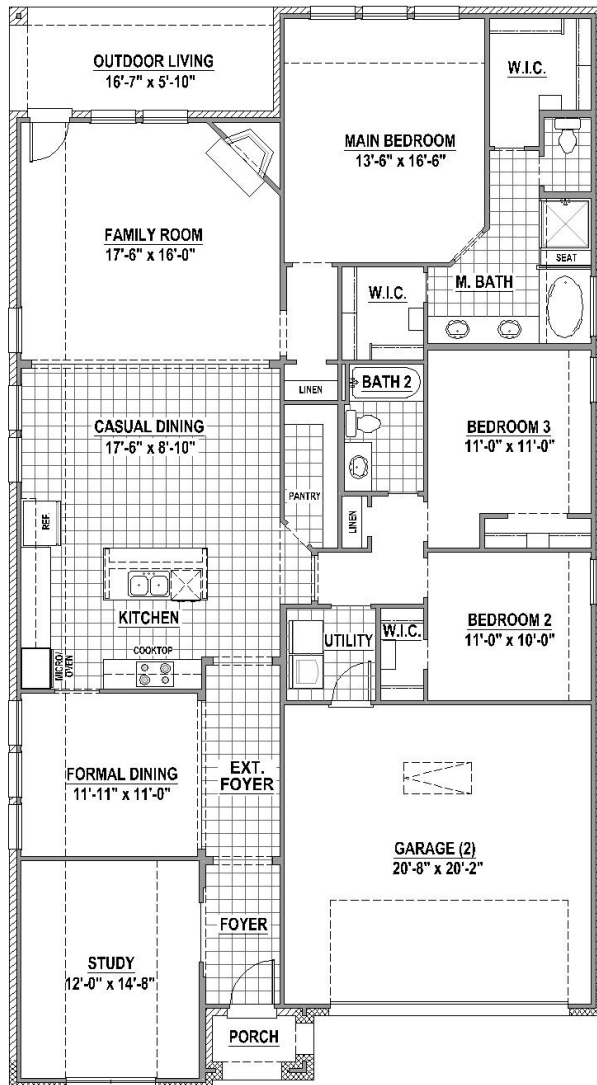 OUTDOOR LIVING
16'-7" x 5'-10"
W.I.C.
MAIN BEDROOM
13'-6" x 16'-6"
FAMILY ROOM
17'-6" x 16'-0"
SEAT
M. BATH
W.I.C.
LINEN
BATH 2
CASUAL DINING
17'-6" x 8'-10"
BEDROOM 3
11'-0" x 11'-0"
PANTRY
REF.
LINEN
KITCHEN
COOKTOP
MICRO/
OVEN
UTILITY
W.I.C.
BEDROOM 2
11'-0" x 10'-0"
FORMAL DINING
11'-11" x 11'-0"
EXT.
FOYER
GARAGE (2)
20'-8" x 20'-2"
FOYER
STUDY
12'-0" x 14'-8"
PORCH